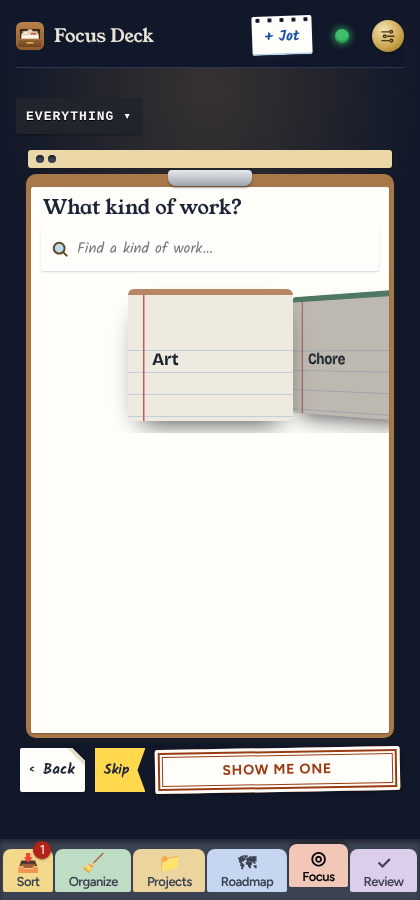 Focus Deck
+ Jot
EVERYTHING ▾
What kind of work?
Find a kind of work...
Art
Chore
‹ Back
Skip
SHOW ME ONE
1
Sort
Organize
Projects
Roadmap
Focus
Review